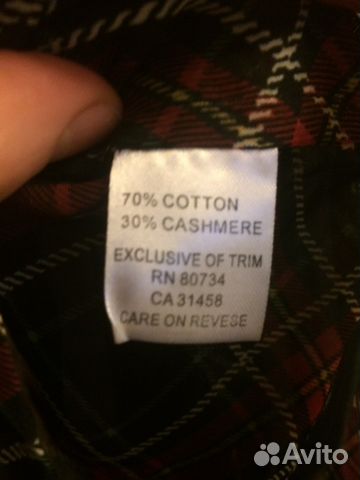 70% COTTON
30% CASHMERE
EXCLUSIVE OF TRIM
RN 80734
CA 31458
CARE ON REVESE
Avito